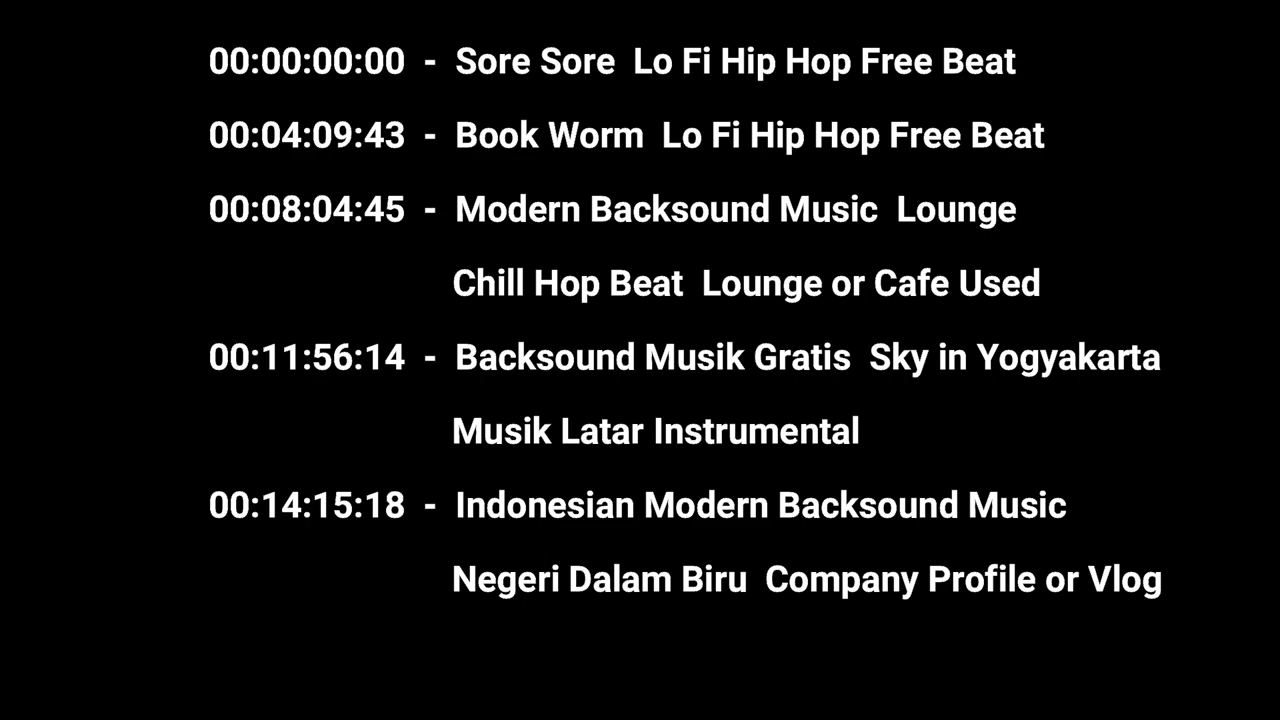 00:00:00:00 - Sore Sore Lo Fi Hip Hop Free Beat
00:04:09:43 - Book Worm Lo Fi Hip Hop Free Beat
00:08:04:45 - Modern Backsound Music Lounge
Chill Hop Beat Lounge or Cafe Used
00:11:56:14 - Backsound Musik Gratis Sky in Yogyakarta
Musik Latar Instrumental
00:14:15:18 - Indonesian Modern Backsound Music
Negeri Dalam Biru Company Profile or Vlog